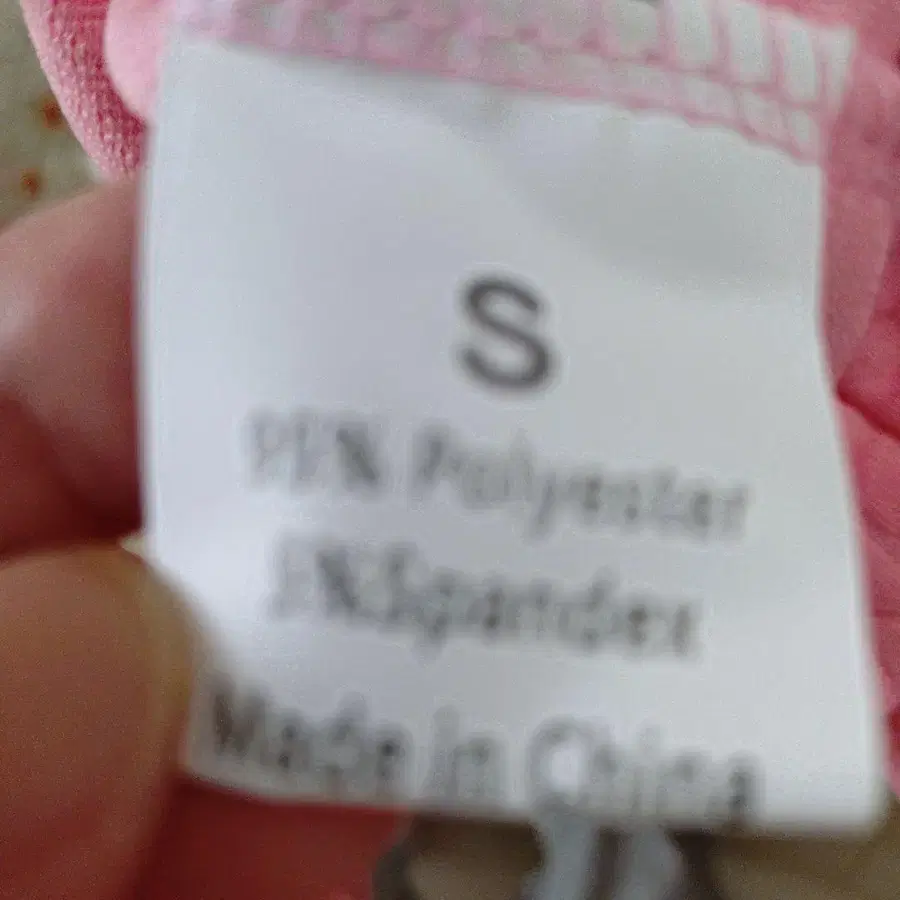 S
Polyester
Spandex
Made in China